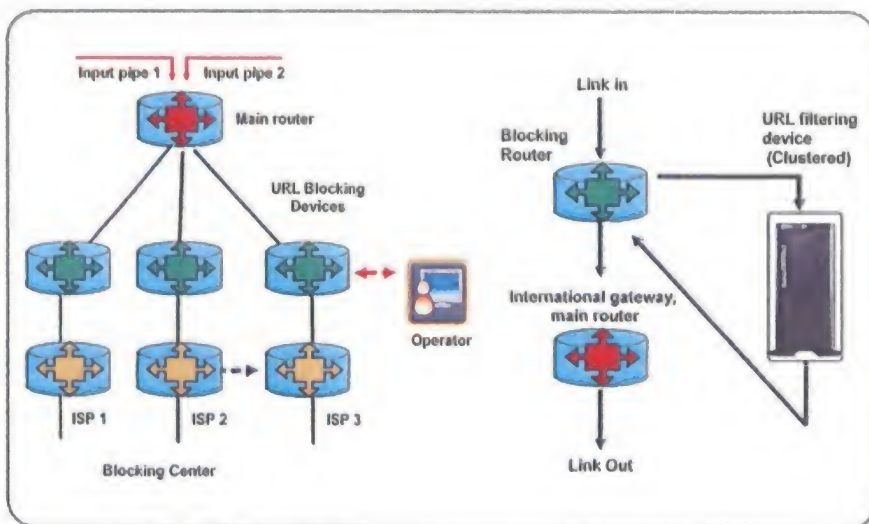 Input pipe 1
Input pipe 2
Main router
URL Blocking
Devices
Operator
ISP 1
ISP 2
ISP 3
Blocking Center
Link in
Blocking
Router
URL filtering
device
(Clustered)
International gateway,
main router
Link Out